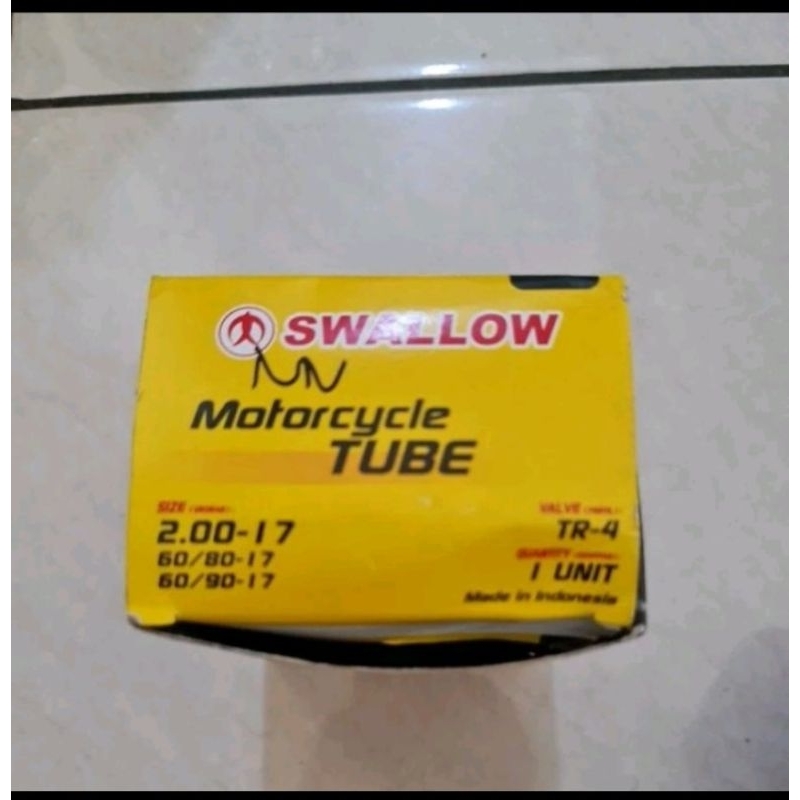 SWALLOW
Motorcycle
TUBE
SIZE
2.00-17
60/80-17
60/90-17
VALVE
TR-4
QUANTITY
1 UNIT
Made in Indonesia